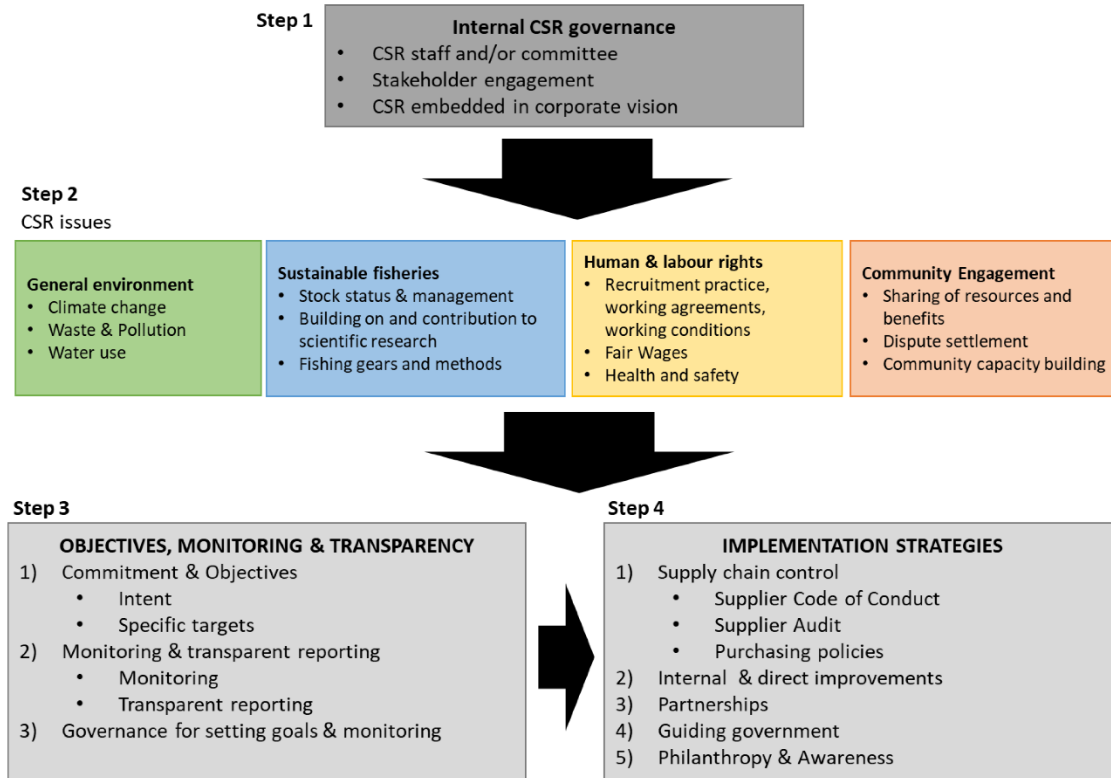 Step 1
Internal CSR governance
• CSR staff and/or committee
• Stakeholder engagement
• CSR embedded in corporate vision
Step 2
CSR issues
General environment
• Climate change
• Waste & Pollution
• Water use
Sustainable fisheries
• Stock status & management
• Building on and contribution to
scientific research
• Fishing gears and methods
Human & labour rights
• Recruitment practice,
working agreements,
working conditions
• Fair Wages
• Health and safety
Community Engagement
• Sharing of resources and
benefits
• Dispute settlement
• Community capacity building
Step 3
OBJECTIVES, MONITORING & TRANSPARENCY
1) Commitment & Objectives
• Intent
• Specific targets
2) Monitoring & transparent reporting
• Monitoring
• Transparent reporting
3) Governance for setting goals & monitoring
Step 4
IMPLEMENTATION STRATEGIES
1) Supply chain control
• Supplier Code of Conduct
• Supplier Audit
• Purchasing policies
2) Internal & direct improvements
3) Partnerships
4) Guiding government
5) Philanthropy & Awareness